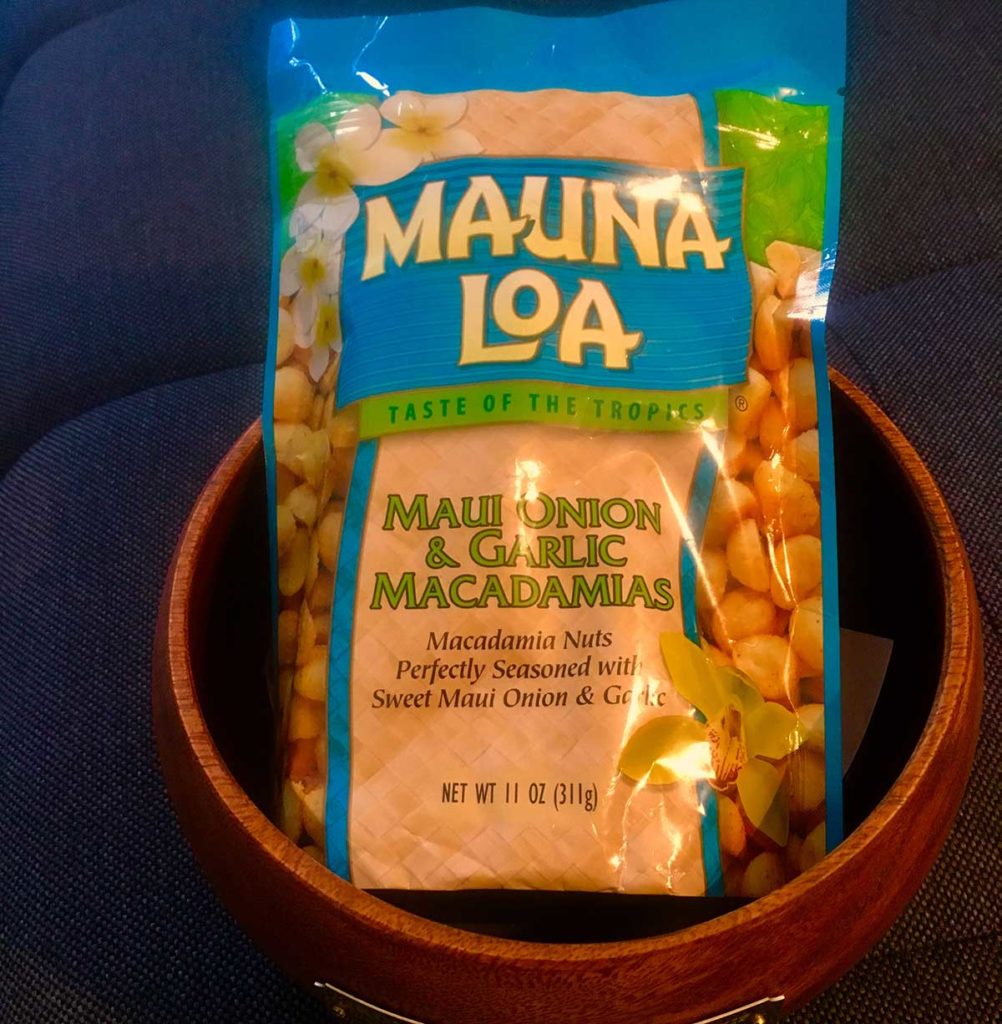 MAUNA
LOA
TASTE OF THE TROPICS ®
MAUI ONION
& GARLIC
MACADAMIAS
Macadamia Nuts
Perfectly Seasoned with
Sweet Maui Onion & Garlic
NET WT 11 OZ (311g)